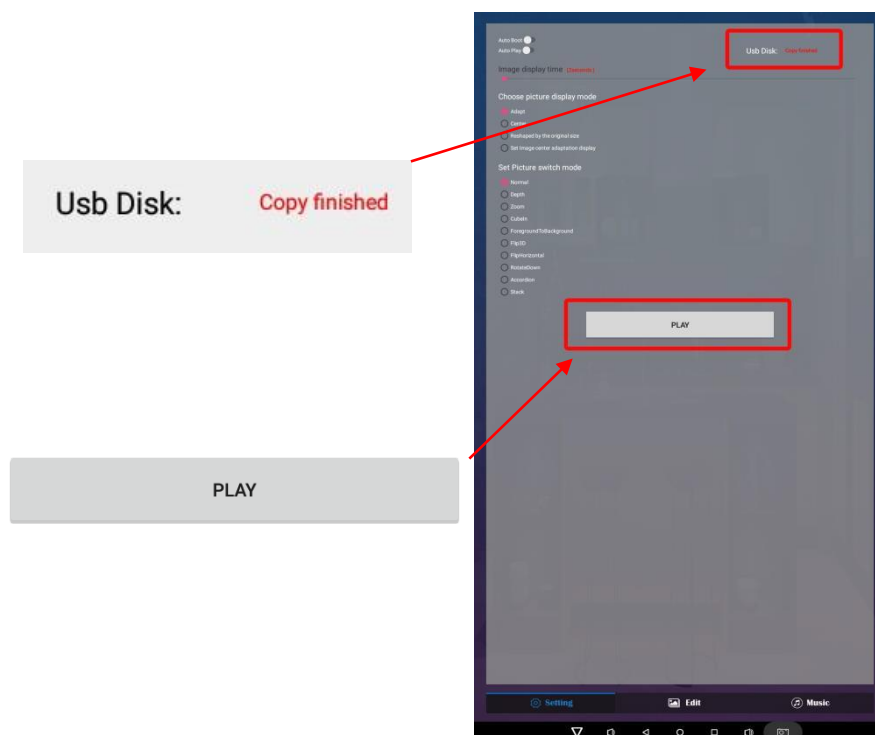 Usb Disk: Copy finished
PLAY
Auto Boot
Auto Play
Usb Disk: Copy finished
Image display time
Choose picture display mode
Adapt
Center
Reshaped by the original size
Set Image center adaptation display
Set Picture switch mode
Normal
Depth
Zoom
CubeIn
ForegroundToBackground
Flip3D
FlipHorizontal
RotateDown
Accordion
Stack
PLAY
Setting Edit Music